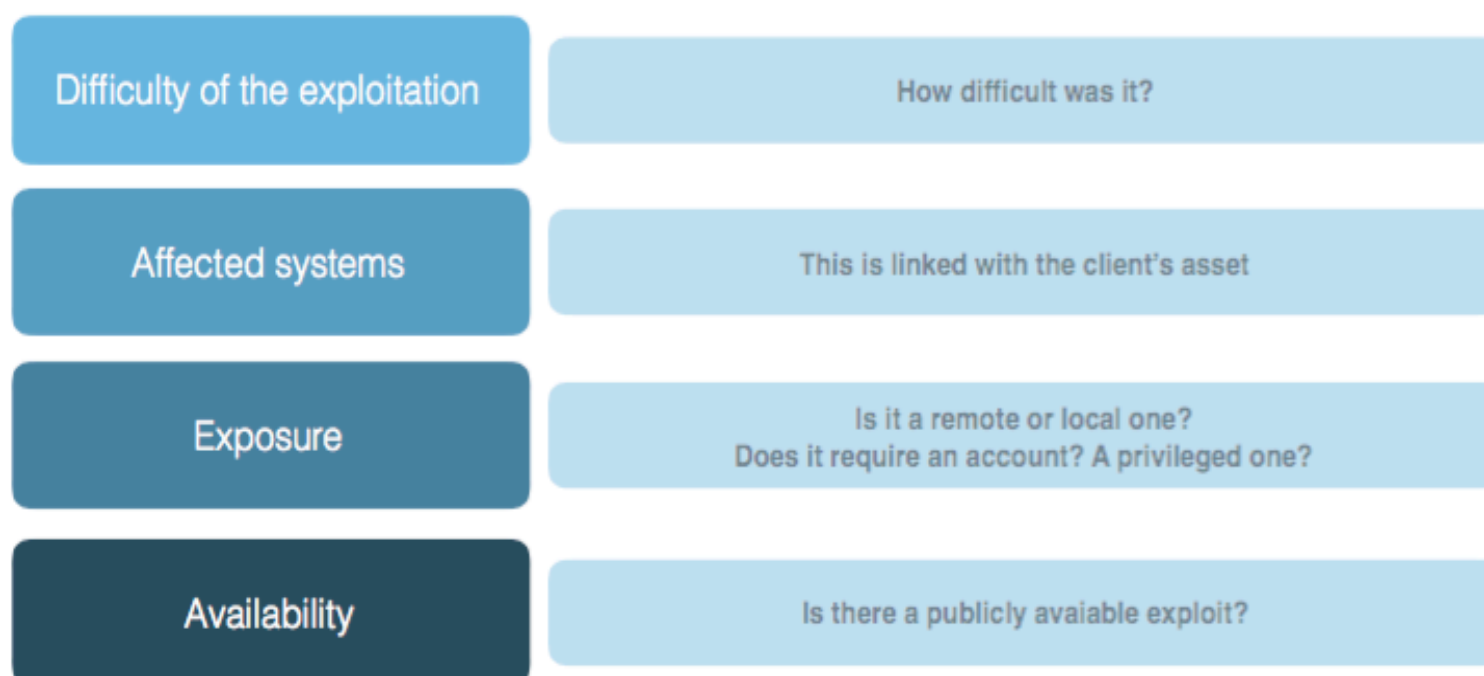 Difficulty of the exploitation
How difficult was it?
Affected systems
This is linked with the client's asset
Exposure
Is it a remote or local one?
Does it require an account? A privileged one?
Availability
Is there a publicly avaiable exploit?